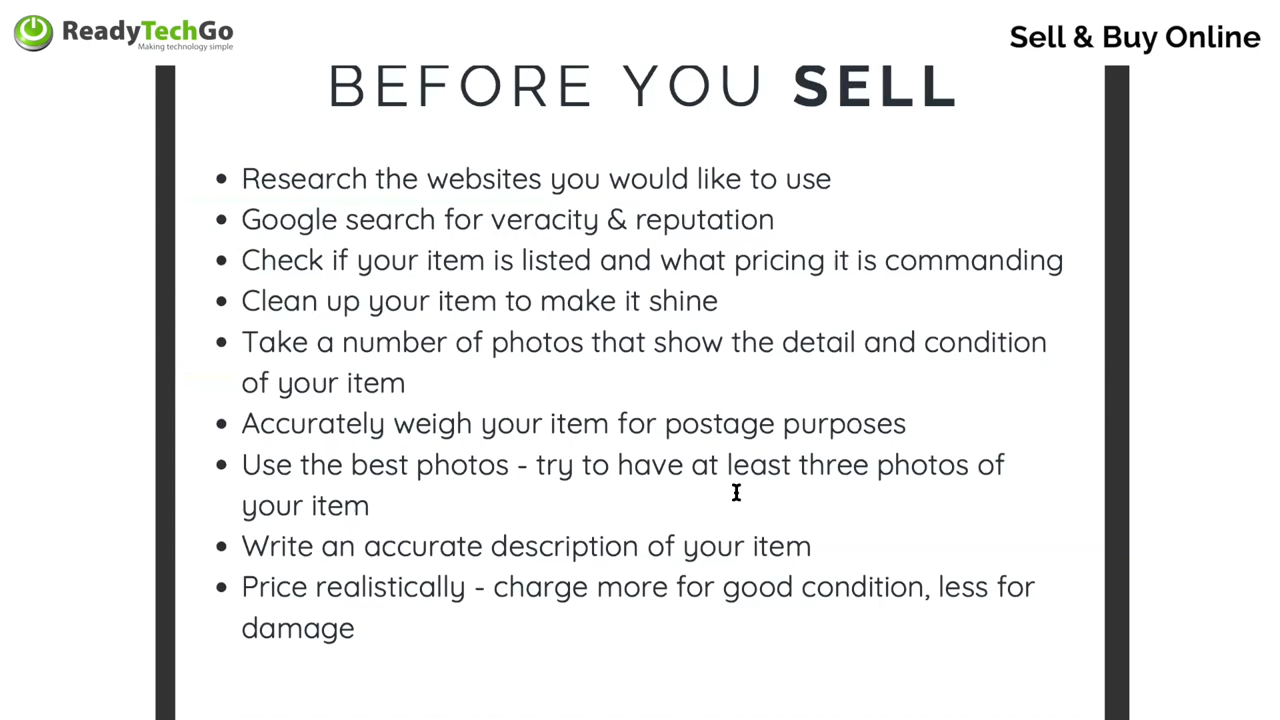 ReadyTechGo
Making technology simple
Sell & Buy Online
BEFORE YOU SELL
• Research the websites you would like to use
• Google search for veracity & reputation
• Check if your item is listed and what pricing it is commanding
• Clean up your item to make it shine
• Take a number of photos that show the detail and condition
of your item
• Accurately weigh your item for postage purposes
• Use the best photos - try to have at least three photos of
your item
• Write an accurate description of your item
• Price realistically - charge more for good condition, less for
damage